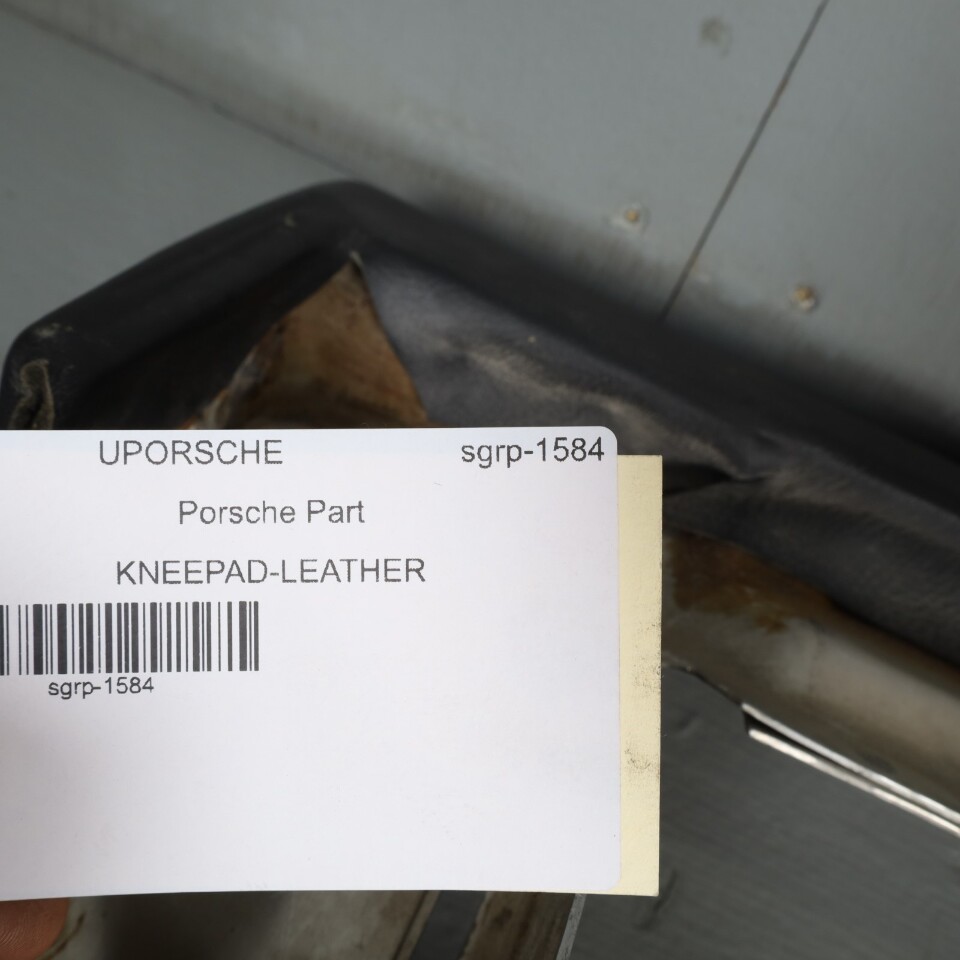 UPORSCHE sgrp-1584
Porsche Part
KNEEPAD-LEATHER
sgrp-1584